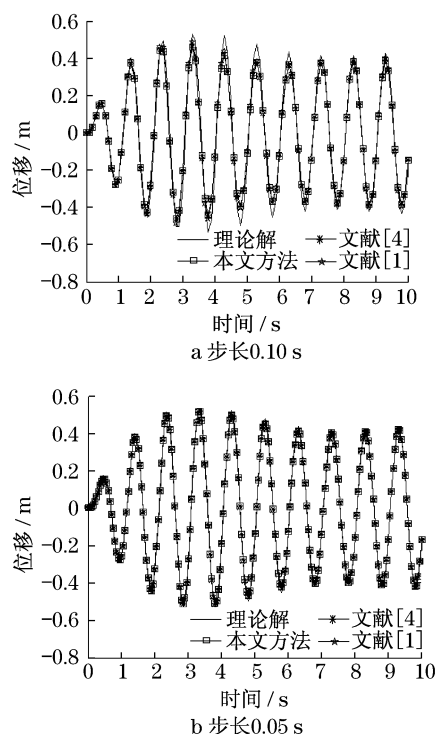 0.6
0.4
0.2
0
-0.2
-0.4
-0.6
-0.8
位移/m
理论解
文献[4]
本文方法
文献[1]
0 1 2 3 4 5 6 7 8 9 10
时间/s
a 步长0.10 s
0.6
0.4
0.2
0
-0.2
-0.4
-0.6
-0.8
位移/m
理论解
文献[4]
本文方法
文献[1]
0 1 2 3 4 5 6 7 8 9 10
时间/s
b 步长0.05 s